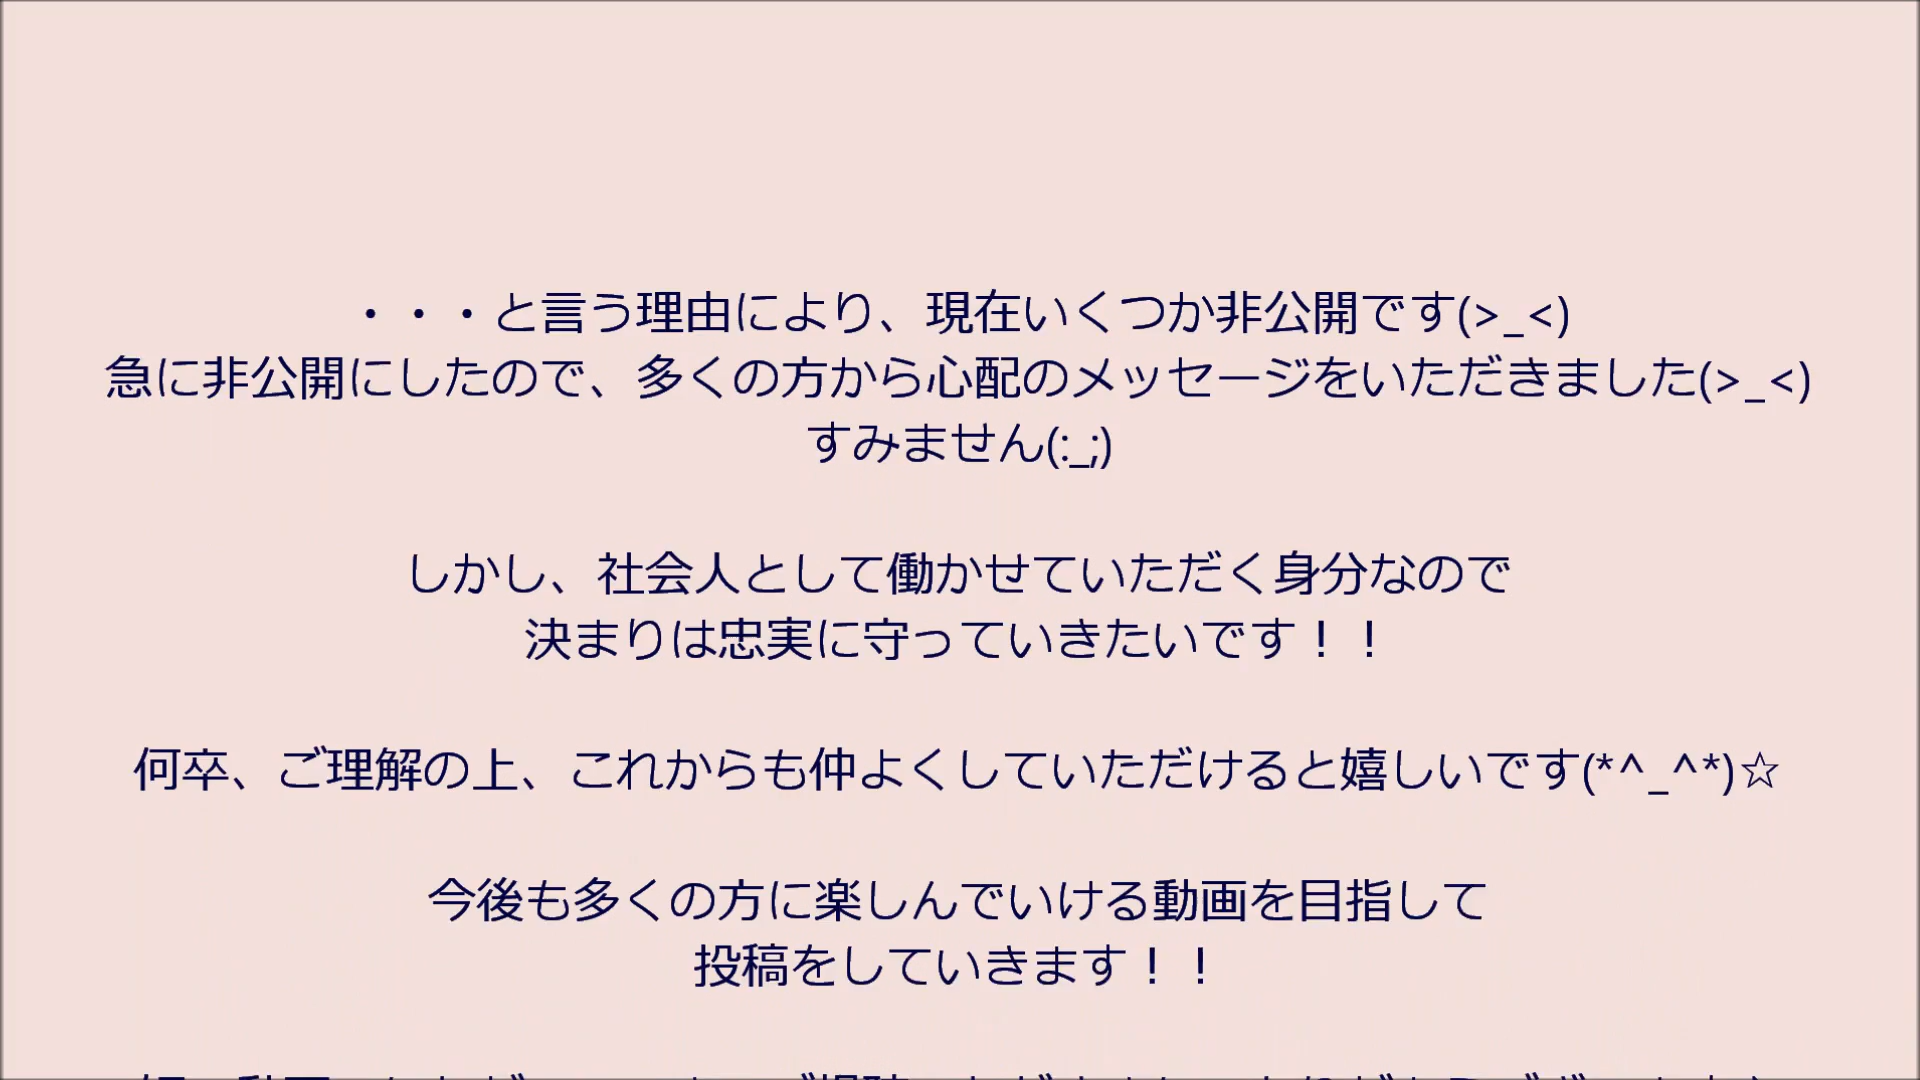 ・・・と言う理由により、現在いくつか非公開です(>_<)
急に非公開にしたので、多くの方から心配のメッセージをいただきました(>_<)
すみません(:_;)
しかし、社会人として働かせていただく身分なので
決まりは忠実に守っていきたいです！！
何卒、ご理解の上、これからも仲よくしていただけると嬉しいです(*^_^*)☆
今後も多くの方に楽しんでいける動画を目指して
投稿をしていきます！！